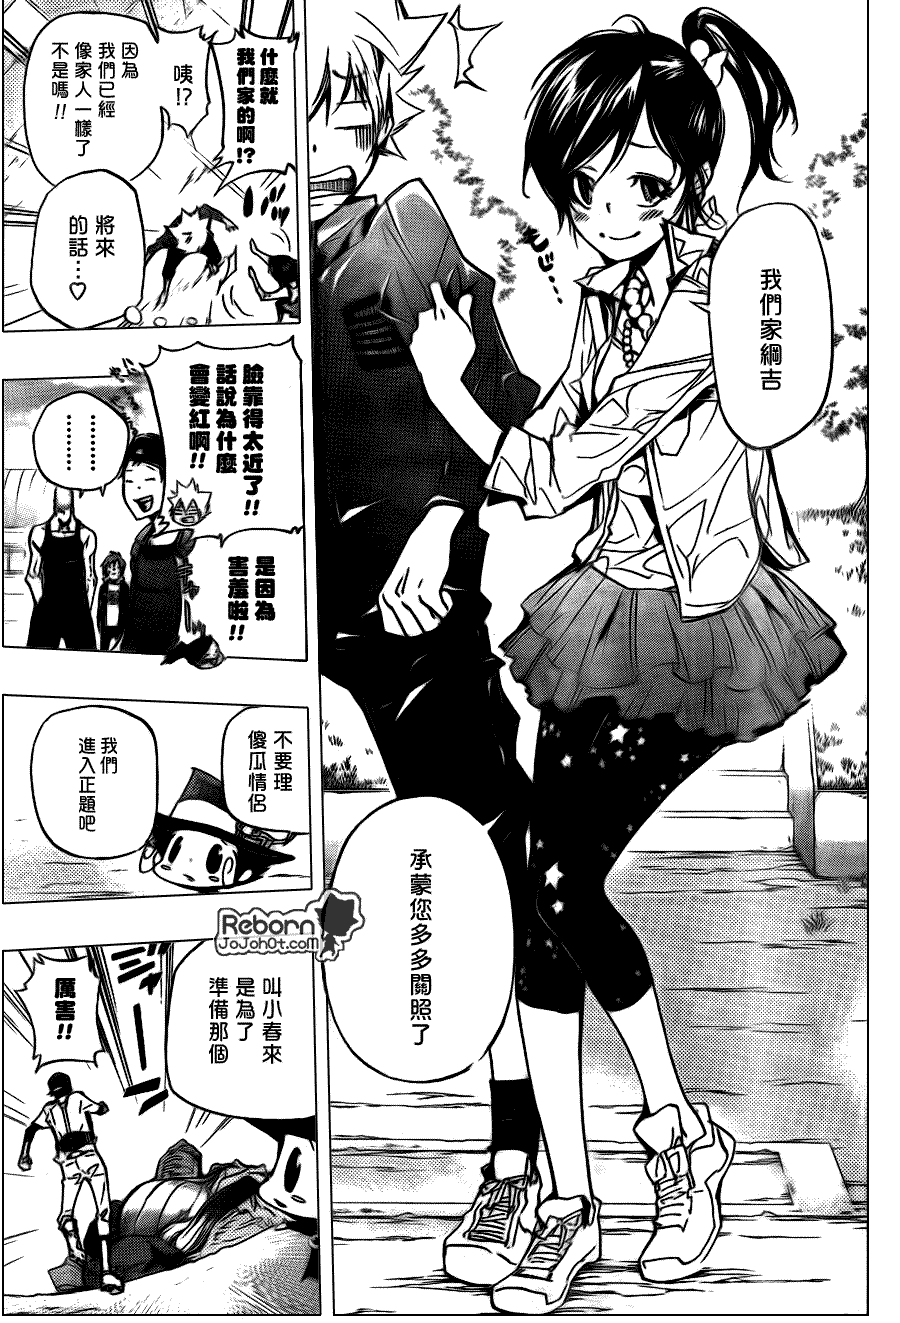 我們家綱吉
承蒙您多多關照了
什麼就
我們家的啊!?
咦!?
因為
我們已經
像家人一樣了
不是嗎!!
將來
的話…♡
臉靠得太近了!!
話說為什麼
會變紅啊!!
是因為
害羞啦!!
………
………
不要理
傻瓜情侶
我們
進入正題吧
叫小春來
是為了
準備那個
厲害!!
Reborn
JoJoHot.com